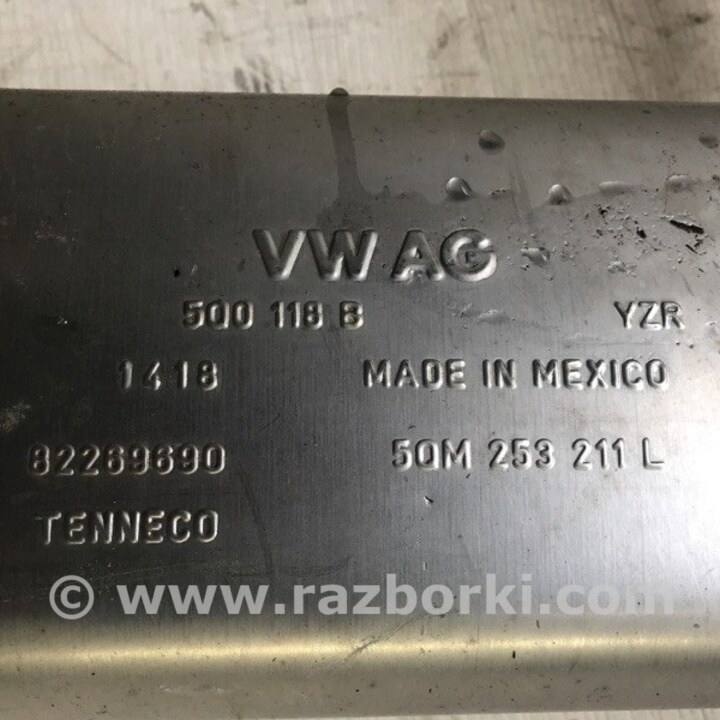 VW AG
5Q0 118 B YZR
1418 MADE IN MEXICO
82269690 5QM 253 211 L
TENNECO
© www.razborki.com